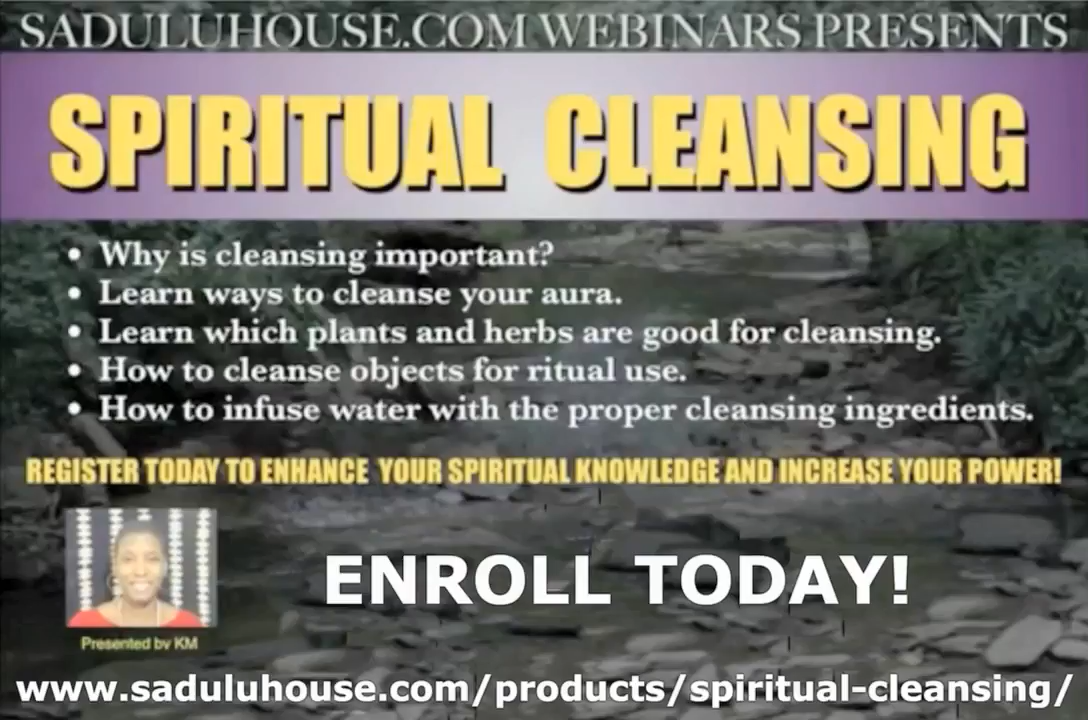 SADULUHOUSE.COM WEBINARS PRESENTS
SPIRITUAL CLEANSING
• Why is cleansing important?
• Learn ways to cleanse your aura.
• Learn which plants and herbs are good for cleansing.
• How to cleanse objects for ritual use.
• How to infuse water with the proper cleansing ingredients.
REGISTER TODAY TO ENHANCE YOUR SPIRITUAL KNOWLEDGE AND INCREASE YOUR POWER!
ENROLL TODAY!
Presented by KM
www.saduluhouse.com/products/spiritual-cleansing/